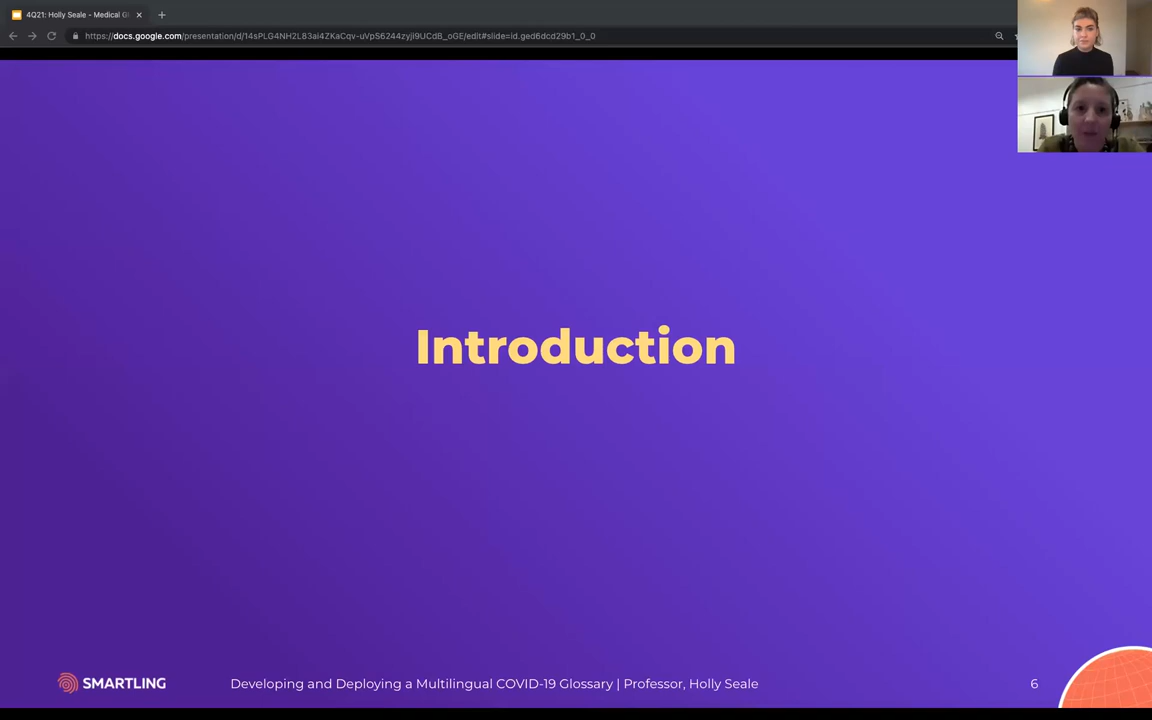 4Q21: Holly Seale - Medical Gl
https://docs.google.com/presentation/d/14sPLG4NH2L83ai4ZKaCqv-uVpS6244zyji9UCdB_oGE/edit#slide=id.ged6dcd29b1_0_0
Introduction
SMARTLING
Developing and Deploying a Multilingual COVID-19 Glossary | Professor, Holly Seale
6